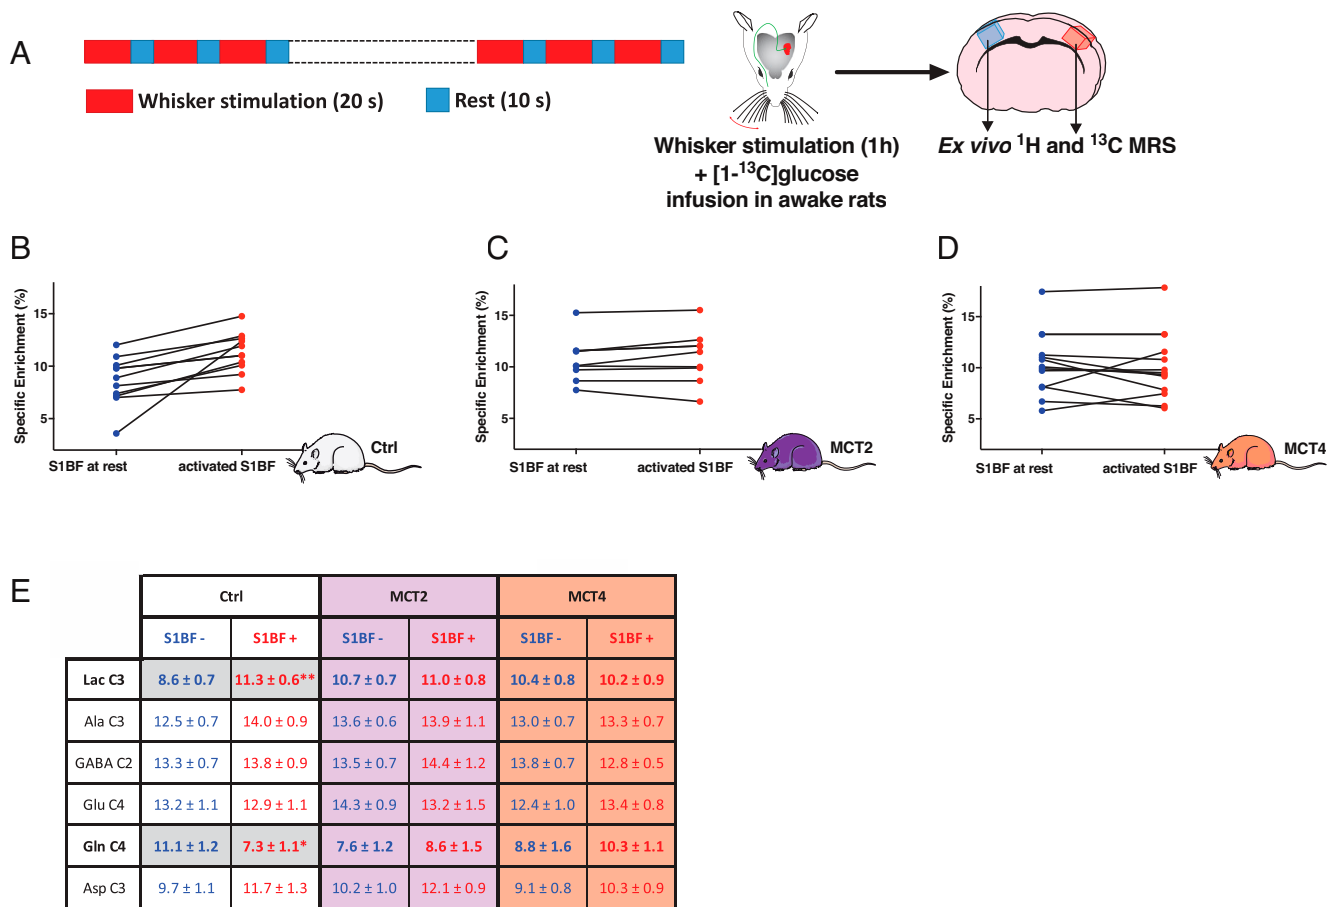 A
Whisker stimulation (20 s)
Rest (10 s)
Whisker stimulation (1h)
+ [1-¹³C]glucose
infusion in awake rats
Ex vivo ¹H and ¹³C MRS
B
Specific Enrichment (%)
15
10
5
S1BF at rest
activated S1BF
Ctrl
C
Specific Enrichment (%)
15
10
5
S1BF at rest
activated S1BF
MCT2
D
Specific Enrichment (%)
15
10
5
S1BF at rest
activated S1BF
MCT4
E
Ctrl MCT2 MCT4
S1BF - S1BF + S1BF - S1BF + S1BF - S1BF +
Lac C3 8.6 ± 0.7 11.3 ± 0.6** 10.7 ± 0.7 11.0 ± 0.8 10.4 ± 0.8 10.2 ± 0.9
Ala C3 12.5 ± 0.7 14.0 ± 0.9 13.6 ± 0.6 13.9 ± 1.1 13.0 ± 0.7 13.3 ± 0.7
GABA C2 13.3 ± 0.7 13.8 ± 0.9 13.5 ± 0.7 14.4 ± 1.2 13.8 ± 0.7 12.8 ± 0.5
Glu C4 13.2 ± 1.1 12.9 ± 1.1 14.3 ± 0.9 13.2 ± 1.5 12.4 ± 1.0 13.4 ± 0.8
Gln C4 11.1 ± 1.2 7.3 ± 1.1* 7.6 ± 1.2 8.6 ± 1.5 8.8 ± 1.6 10.3 ± 1.1
Asp C3 9.7 ± 1.1 11.7 ± 1.3 10.2 ± 1.0 12.1 ± 0.9 9.1 ± 0.8 10.3 ± 0.9